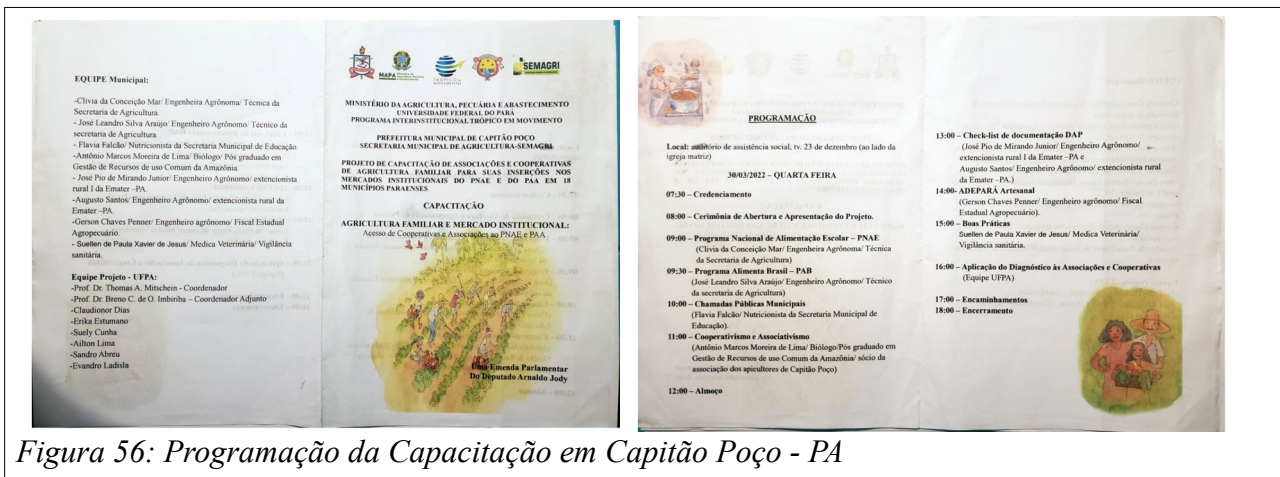 EQUIPE Municipal:
-Clivia da Conceição Mar/ Engenheira Agrônoma/ Técnica da
Secretaria de Agricultura.
- José Leandro Silva Araújo/ Engenheiro Agrônomo/ Técnico da
secretaria de Agricultura.
- Flavia Falcão/ Nutricionista da Secretaria Municipal de Educação.
-Antônio Marcos Moreira de Lima/ Biólogo/ Pós graduado em
Gestão de Recursos de uso Comum da Amazônia.
- José Pio de Mirando Junior/ Engenheiro Agrônomo/ extencionista
rural I da Emater –PA.
-Augusto Santos/ Engenheiro Agrônomo/ extencionista rural da
Emater –PA.
-Gerson Chaves Penner/ Engenheiro agrônomo/ Fiscal Estadual
Agropecuário.
- Suellen de Paula Xavier de Jesus/ Medica Veterinária/ Vigilância
sanitária.
Equipe Projeto - UFPA:
-Prof. Dr. Thomas A. Mitschein - Coordenador
-Prof. Dr. Breno C. de O. Imbiriba – Coordenador Adjunto
-Claudionor Dias
-Erika Estumano
-Suely Cunha
-Ailton Lima
-Sandro Abreu
-Evandro Ladisla
MAPA
TRÓPICO EM
MOVIMENTO
SEMAGRI
MINISTÉRIO DA AGRICULTURA, PECUÁRIA E ABASTECIMENTO
UNIVERSIDADE FEDERAL DO PARÁ
PROGRAMA INTERINSTITUCIONAL TRÓPICO EM MOVIMENTO
PREFEITURA MUNICIPAL DE CAPITÃO POÇO
SECRETARIA MUNICIPAL DE AGRICULTURA-SEMAGRI
PROJETO DE CAPACITAÇÃO DE ASSOCIAÇÕES E COOPERATIVAS
DE AGRICULTURA FAMILIAR PARA SUAS INSERÇÕES NOS
MERCADOS INSTITUCIONAIS DO PNAE E DO PAA EM 18
MUNICÍPIOS PARAENSES
CAPACITAÇÃO
AGRICULTURA FAMILIAR E MERCADO INSTITUCIONAL:
Acesso de Cooperativas e Associações ao PNAE e PAA
Uma Emenda Parlamentar
Do Deputado Arnaldo Jody
PROGRAMAÇÃO
Local: auditório de assistência social, tv. 23 de dezembro (ao lado da
igreja matriz)
30/03/2022 – QUARTA FEIRA
07:30 – Credenciamento
08:00 – Cerimônia de Abertura e Apresentação do Projeto.
09:00 – Programa Nacional de Alimentação Escolar – PNAE
(Clivia da Conceição Mar/ Engenheira Agrônoma/ Técnica
da Secretaria de Agricultura)
09:30 – Programa Alimenta Brasil – PAB
(José Leandro Silva Araújo/ Engenheiro Agrônomo/ Técnico
da secretaria de Agricultura)
10:00 – Chamadas Públicas Municipais
(Flavia Falcão/ Nutricionista da Secretaria Municipal de
Educação).
11:00 – Cooperativismo e Associativismo
(Antônio Marcos Moreira de Lima/ Biólogo/Pós graduado em
Gestão de Recursos de uso Comum da Amazônia/ sócio da
associação dos apicultores de Capitão Poço)
12:00 – Almoço
13:00 – Check-list de documentação DAP
(José Pio de Mirando Junior/ Engenheiro Agrônomo/
extencionista rural I da Emater –PA e
Augusto Santos/ Engenheiro Agrônomo/ extencionista rural
da Emater –PA.)
14:00- ADEPARÁ Artesanal
(Gerson Chaves Penner/ Engenheiro agrônomo/ Fiscal
Estadual Agropecuário).
15:00 – Boas Práticas
Suellen de Paula Xavier de Jesus/ Medica Veterinária/
Vigilância sanitária.
16:00 – Aplicação do Diagnóstico às Associações e Cooperativas
(Equipe UFPA)
17:00 – Encaminhamentos
18:00 – Encerramento
Figura 56: Programação da Capacitação em Capitão Poço - PA